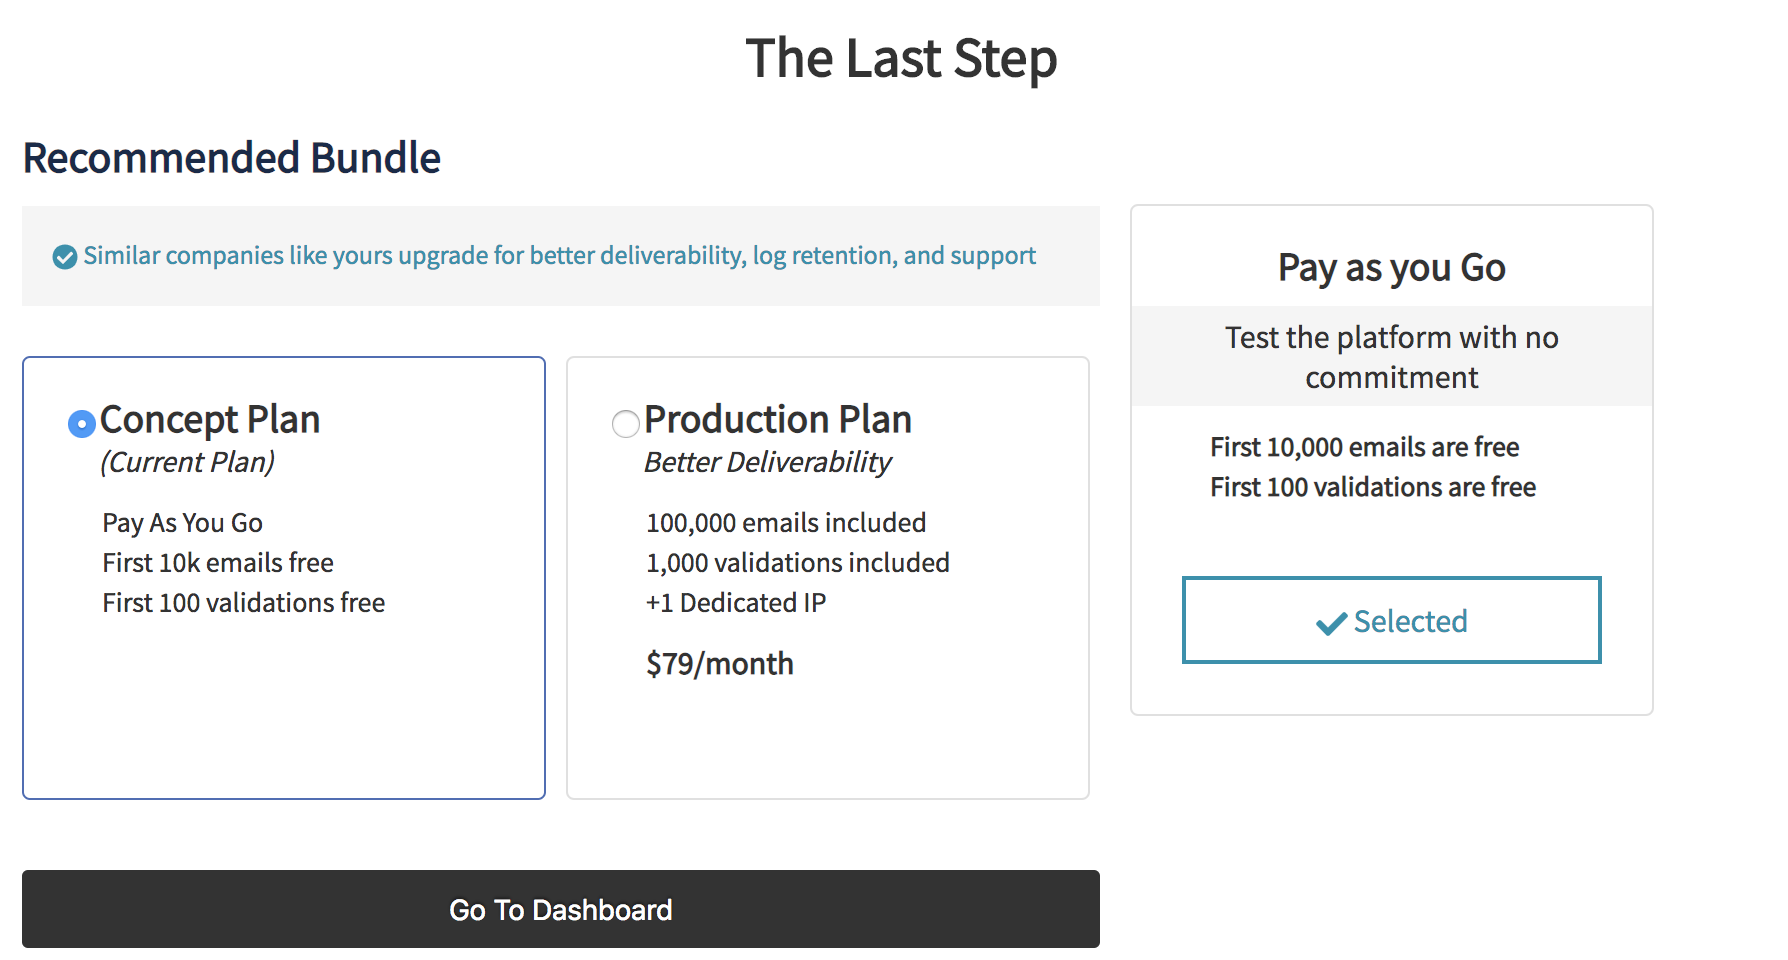 The Last Step
Recommended Bundle
Similar companies like yours upgrade for better deliverability, log retention, and support
Concept Plan
(Current Plan)
Pay As You Go
First 10k emails free
First 100 validations free
Production Plan
Better Deliverability
100,000 emails included
1,000 validations included
+1 Dedicated IP
$79/month
Pay as you Go
Test the platform with no
commitment
First 10,000 emails are free
First 100 validations are free
Selected
Go To Dashboard